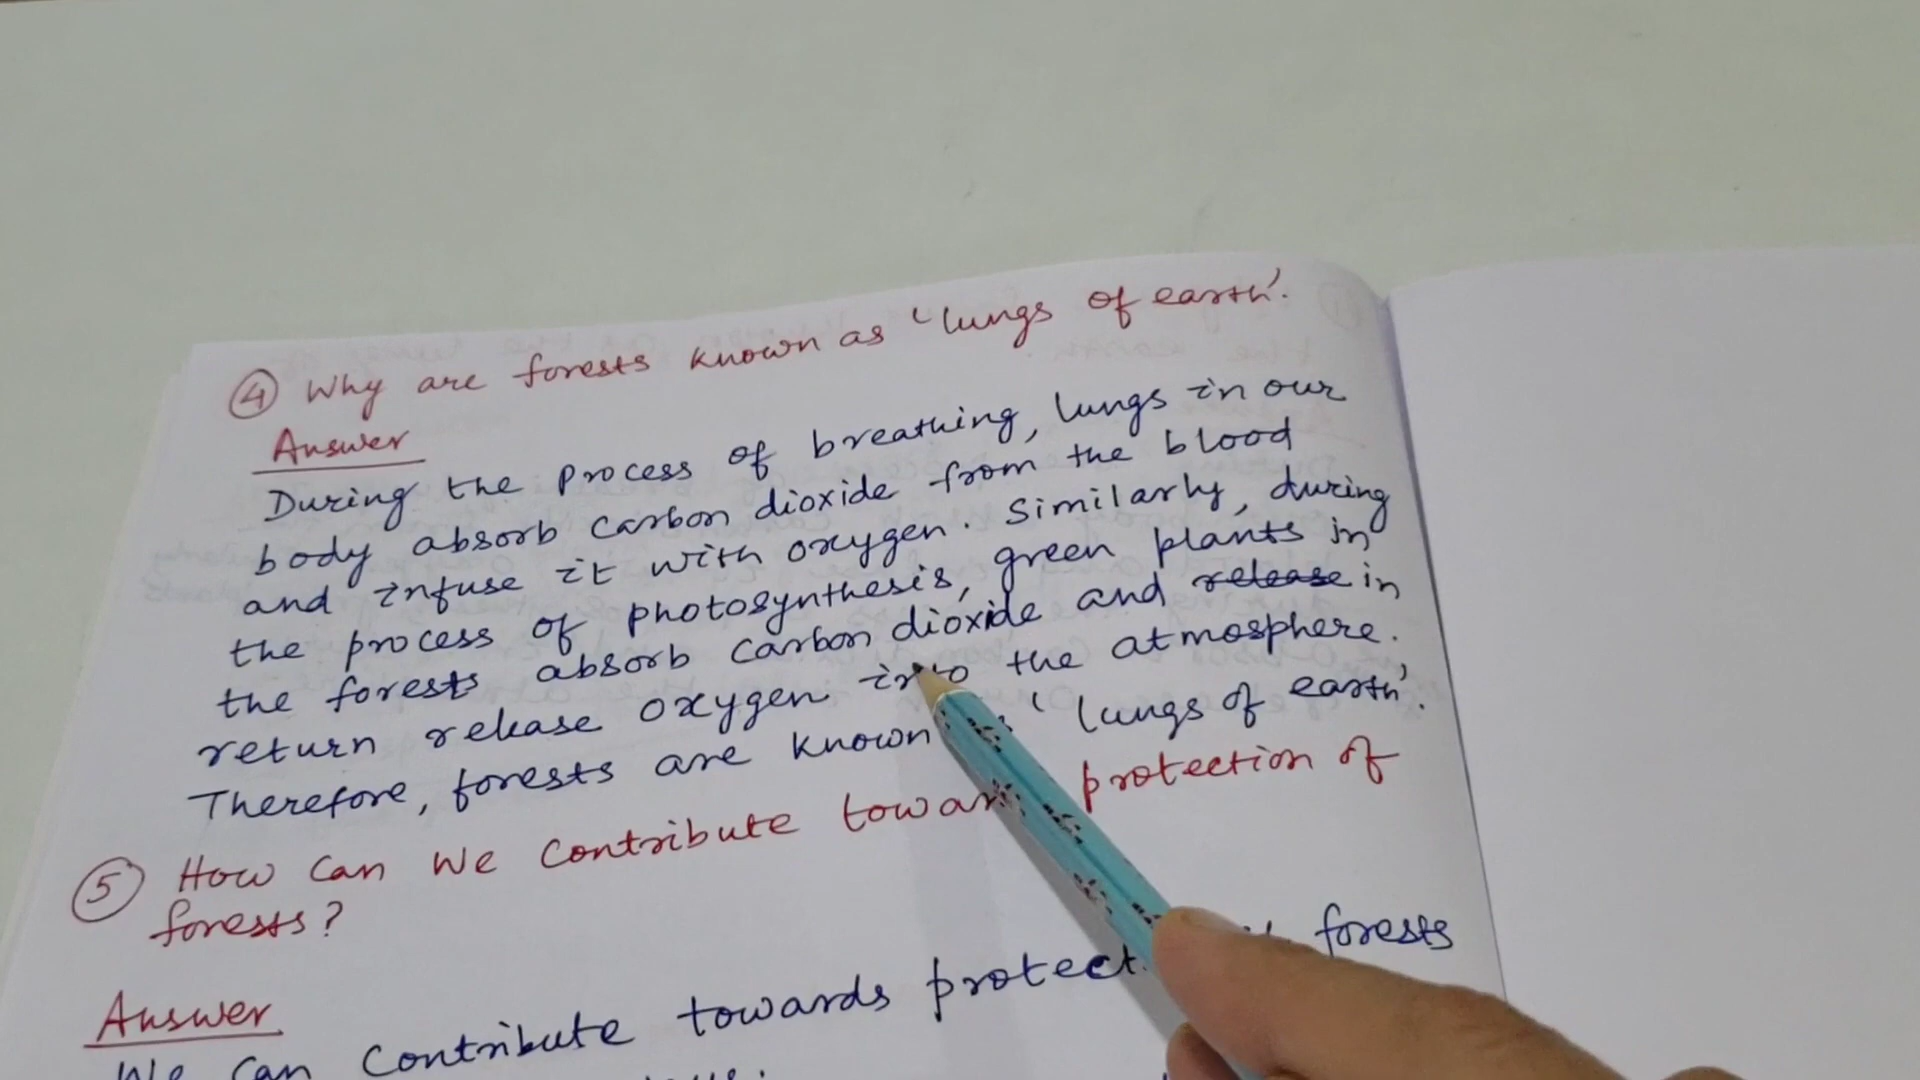 ④ Why are forests known as 'lungs of earth'.
Answer
During the process of breathing, lungs in our
body absorb carbon dioxide from the blood
and infuse it with oxygen. Similarly, during
the process of photosynthesis, green plants in
the forests absorb carbon dioxide and release in
return release oxygen into the atmosphere.
Therefore, forests are known 'lungs of earth'.
⑤ How can we contribute protection of
forests?
Answer
We can contribute towards forests